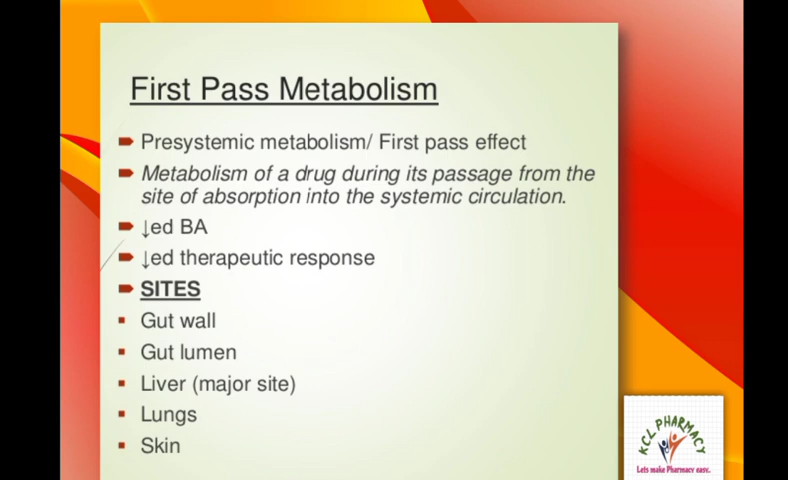 First Pass Metabolism
Presystemic metabolism/ First pass effect
Metabolism of a drug during its passage from the
site of absorption into the systemic circulation.
↓ed BA
↓ed therapeutic response
SITES
Gut wall
Gut lumen
Liver (major site)
Lungs
Skin
KCL PHARMACY
Lets make Pharmacy easy.